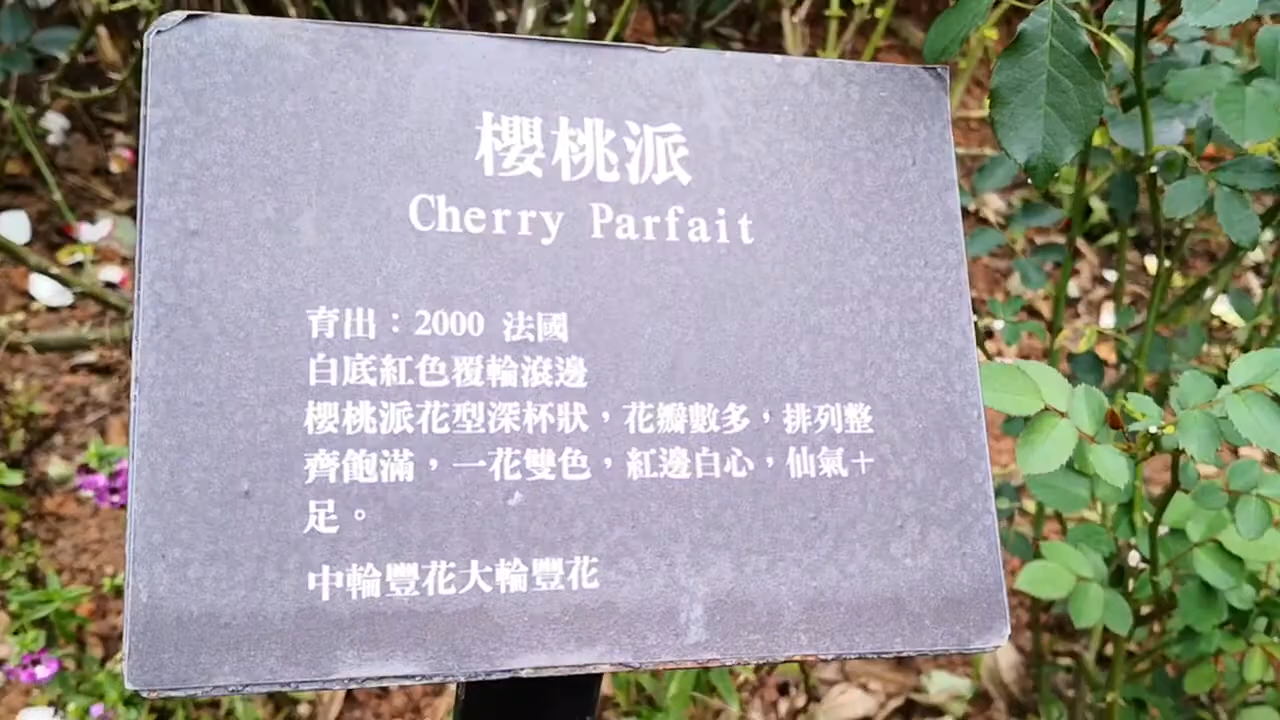 櫻桃派
Cherry Parfait
育出：2000 法國
白底紅色覆輪滾邊
櫻桃派花型深杯狀，花瓣數多，排列整
齊飽滿，一花雙色，紅邊白心，仙氣十
足。
中輪豐花大輪豐花